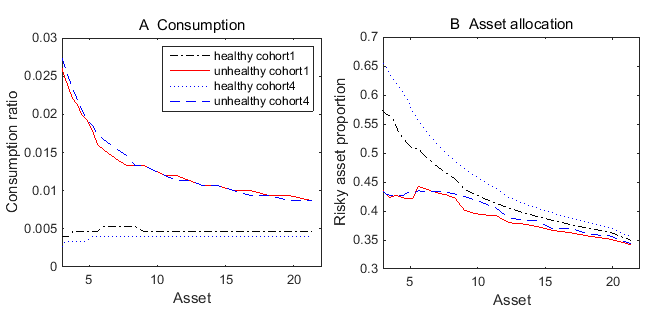 A Consumption
0.03
0.025
0.02
0.015
0.01
0.005
0
5
10
15
20
Asset
Consumption ratio
healthy cohort1
unhealthy cohort1
healthy cohort4
unhealthy cohort4
B Asset allocation
0.7
0.65
0.6
0.55
0.5
0.45
0.4
0.35
0.3
5
10
15
20
Asset
Risky asset proportion